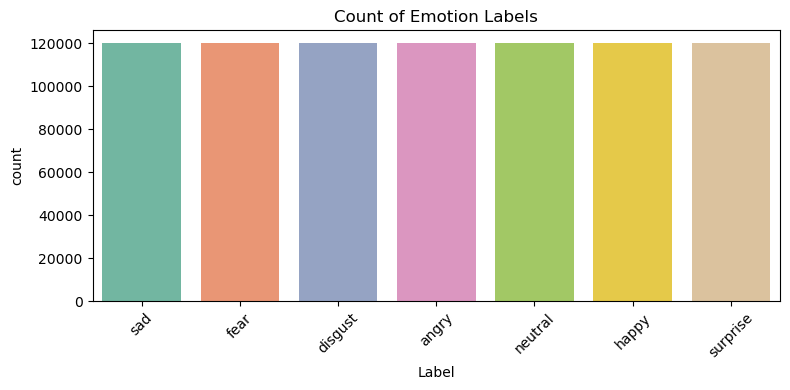 Count of Emotion Labels
count
120000
100000
80000
60000
40000
20000
0
sad
fear
disgust
angry
neutral
happy
surprise
Label